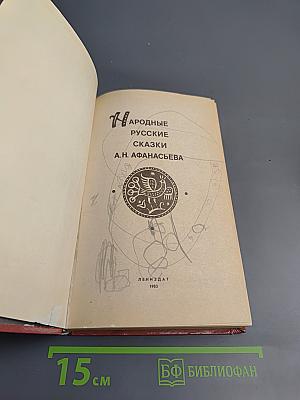 НАРОДНЫЕ
РУССКИЕ
СКАЗКИ
А.Н. АФАНАСЬЕВА
ЛЕНИЗДАТ
1983
15 см
БФ БИБЛИОФАН